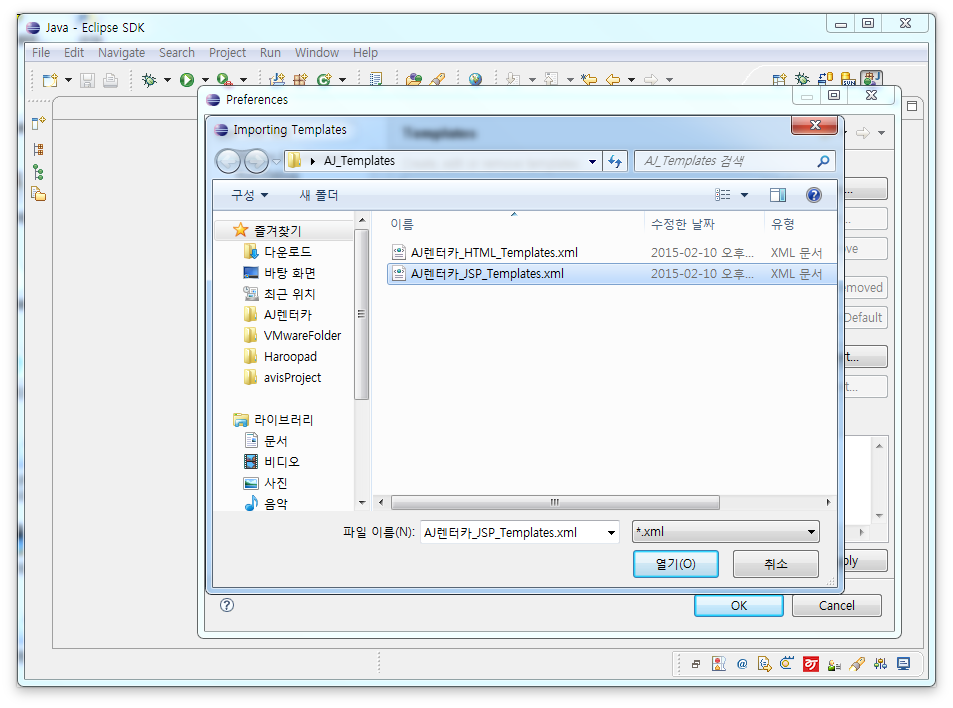 Java - Eclipse SDK
File Edit Navigate Search Project Run Window Help
Preferences
Importing Templates
Templates
AJ_Templates
AJ_Templates 검색
구성 새 폴더
이름 수정한 날짜 유형
즐겨찾기
다운로드
바탕 화면
최근 위치
AJ렌터카
VMwareFolder
Haroopad
avisProject
라이브러리
문서
비디오
사진
음악
AJ렌터카_HTML_Templates.xml 2015-02-10 오후... XML 문서
AJ렌터카_JSP_Templates.xml 2015-02-10 오후... XML 문서
...
...
ve
emoved
Default
t...
t...
파일 이름(N): AJ렌터카_JSP_Templates.xml *.xml
열기(O) 취소
ply
OK Cancel